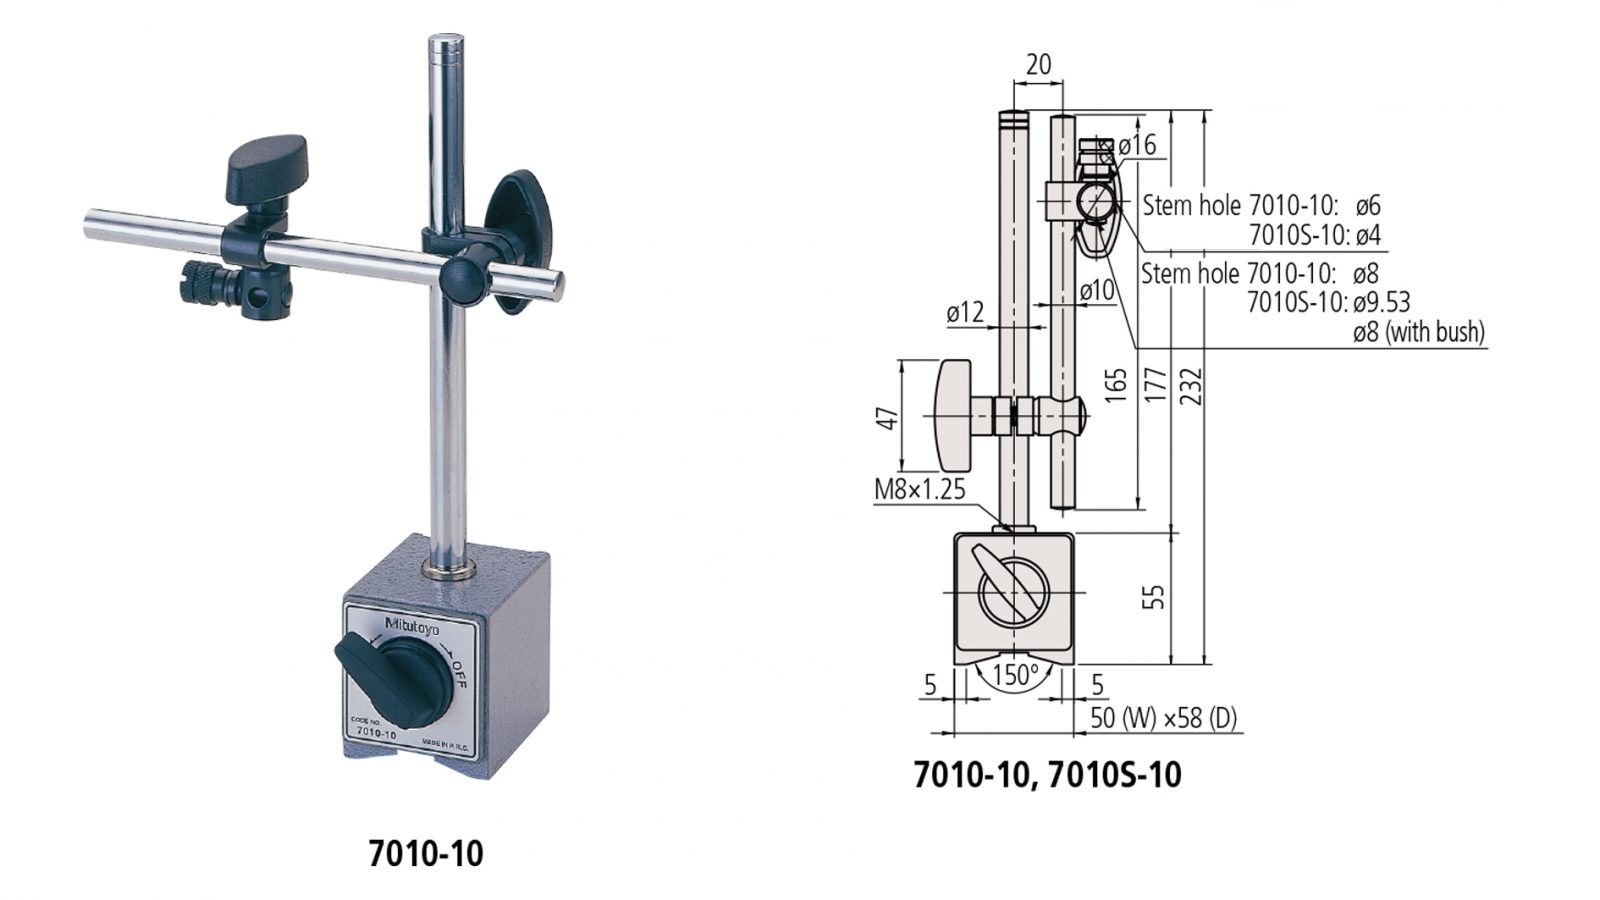 Mitutoyo
OFF
CODE NO.
7010-10
MADE IN P.R.C.
7010-10
20
ø16
Stem hole 7010-10: ø6
7010S-10: ø4
Stem hole 7010-10: ø8
7010S-10: ø9.53
ø8 (with bush)
ø10
ø12
165
177
232
47
M8×1.25
55
150°
5
5
50 (W) ×58 (D)
7010-10, 7010S-10